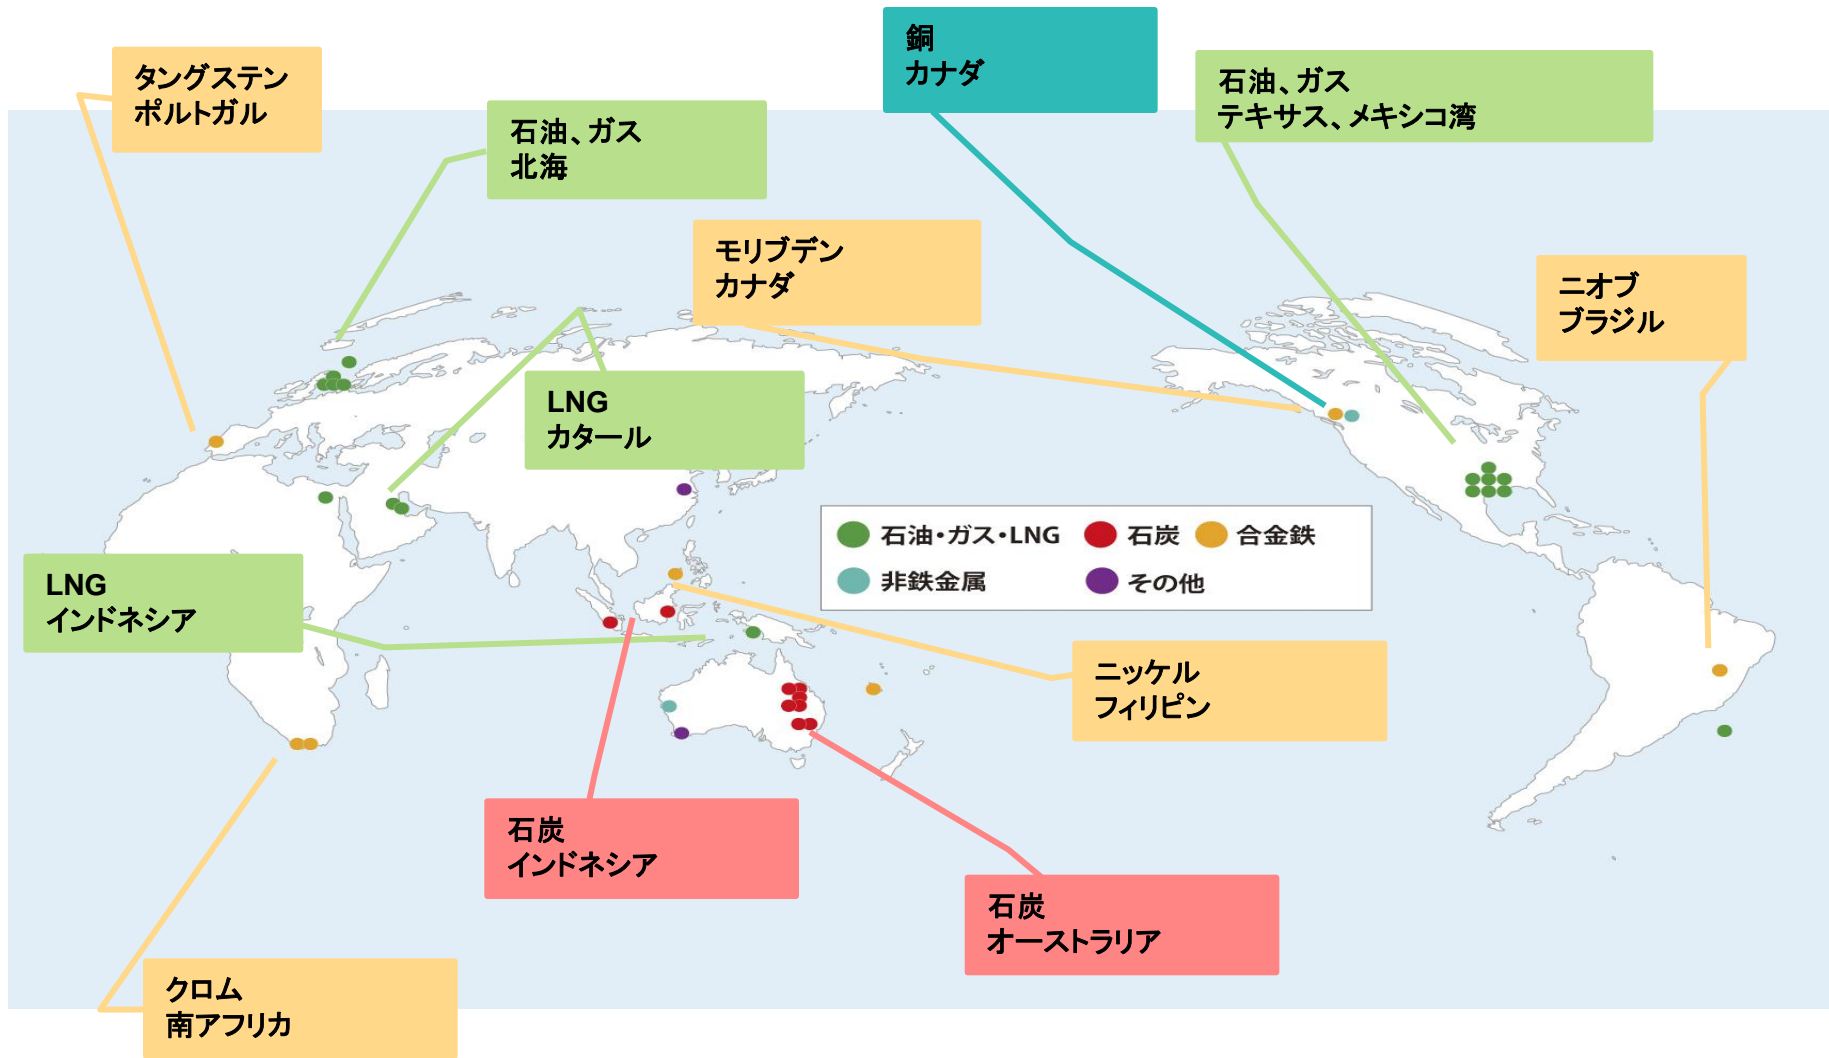 銅
カナダ
タングステン
ポルトガル
石油、ガス
テキサス、メキシコ湾
石油、ガス
北海
モリブデン
カナダ
ニオブ
ブラジル
LNG
カタール
石油・ガス・LNG 石炭 合金鉄
非鉄金属 その他
LNG
インドネシア
ニッケル
フィリピン
石炭
インドネシア
石炭
オーストラリア
クロム
南アフリカ